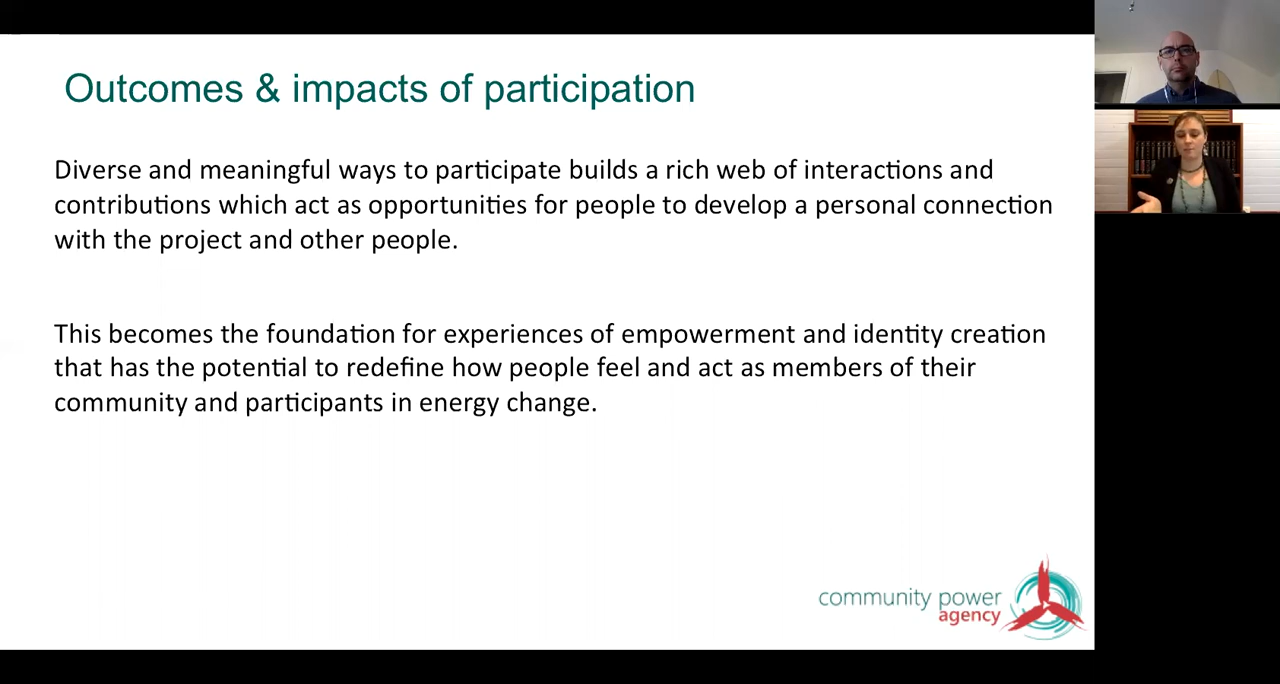 Outcomes & impacts of participation
Diverse and meaningful ways to participate builds a rich web of interactions and
contributions which act as opportunities for people to develop a personal connection
with the project and other people.
This becomes the foundation for experiences of empowerment and identity creation
that has the potential to redefine how people feel and act as members of their
community and participants in energy change.
community power
agency